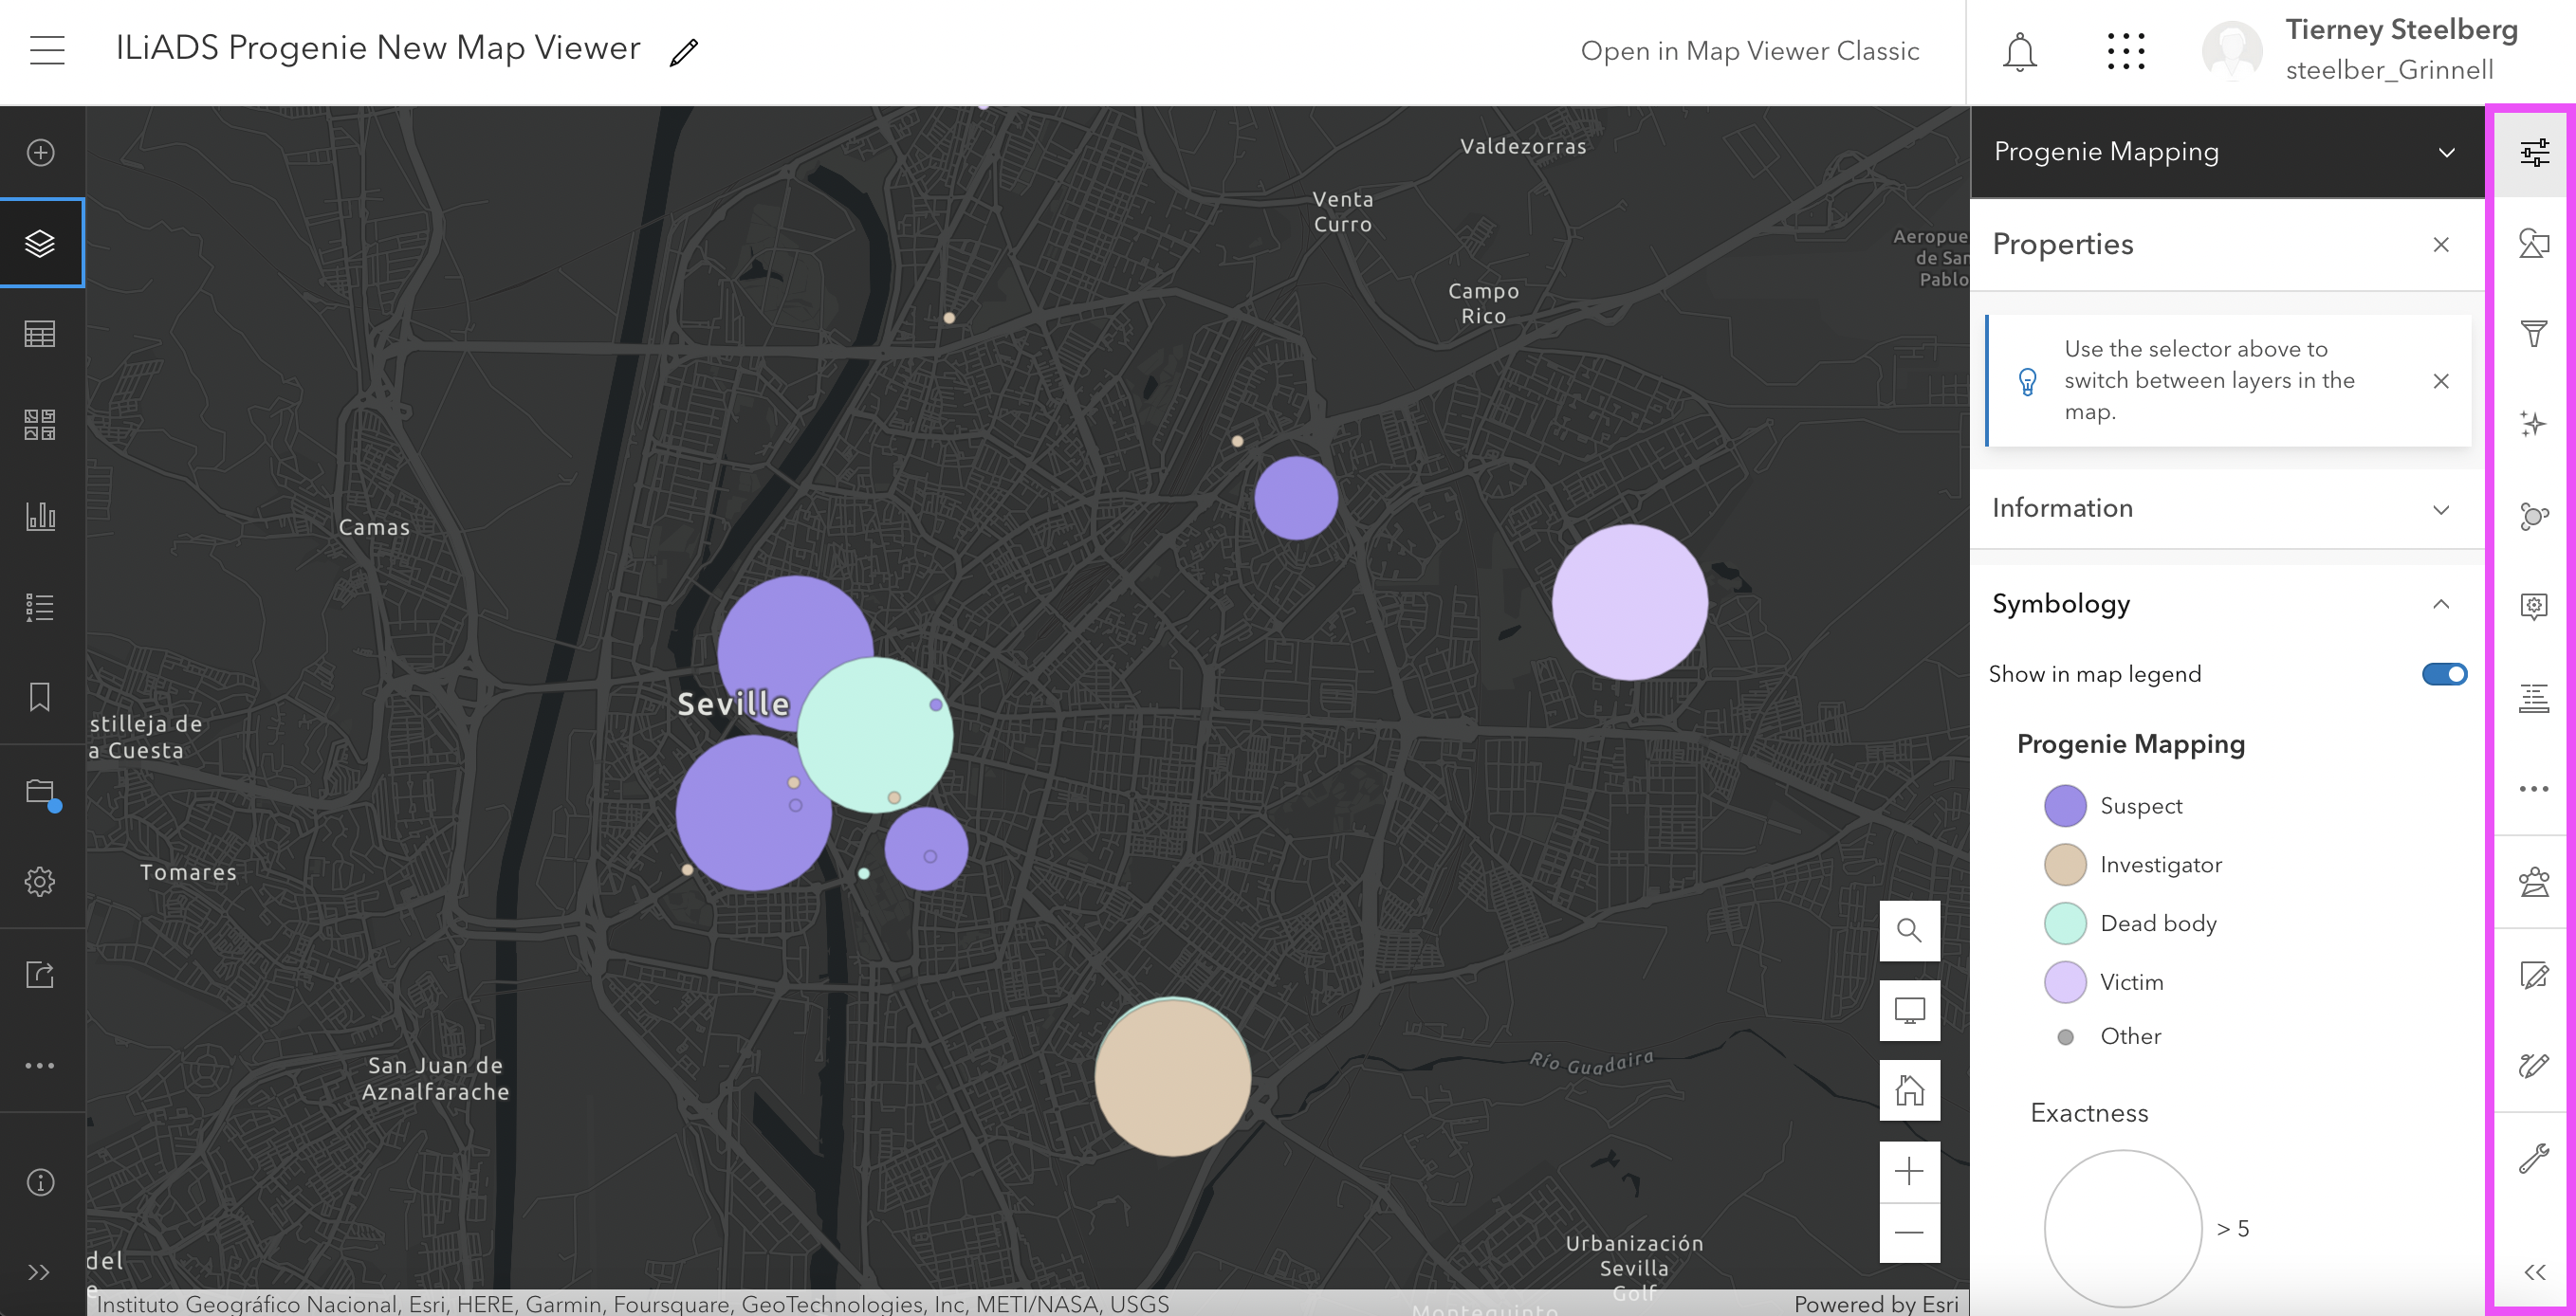 ILiADS Progenie New Map Viewer
Open in Map Viewer Classic
Tierney Steelberg
steelber_Grinnell
Valdezorras
Venta
Curro
Campo
Rico
Aeropue
de San
Pablo
Camas
Seville
stilleja de
a Cuesta
Tomares
San Juan de
Aznalfarache
Río Guadaira
Urbanización
Sevilla
Golf
Montequinto
del
e
Instituto Geográfico Nacional, Esri, HERE, Garmin, Foursquare, GeoTechnologies, Inc, METI/NASA, USGS
Powered by Esri
Progenie Mapping
Properties
Use the selector above to
switch between layers in the
map.
Information
Symbology
Show in map legend
Progenie Mapping
Suspect
Investigator
Dead body
Victim
Other
Exactness
> 5